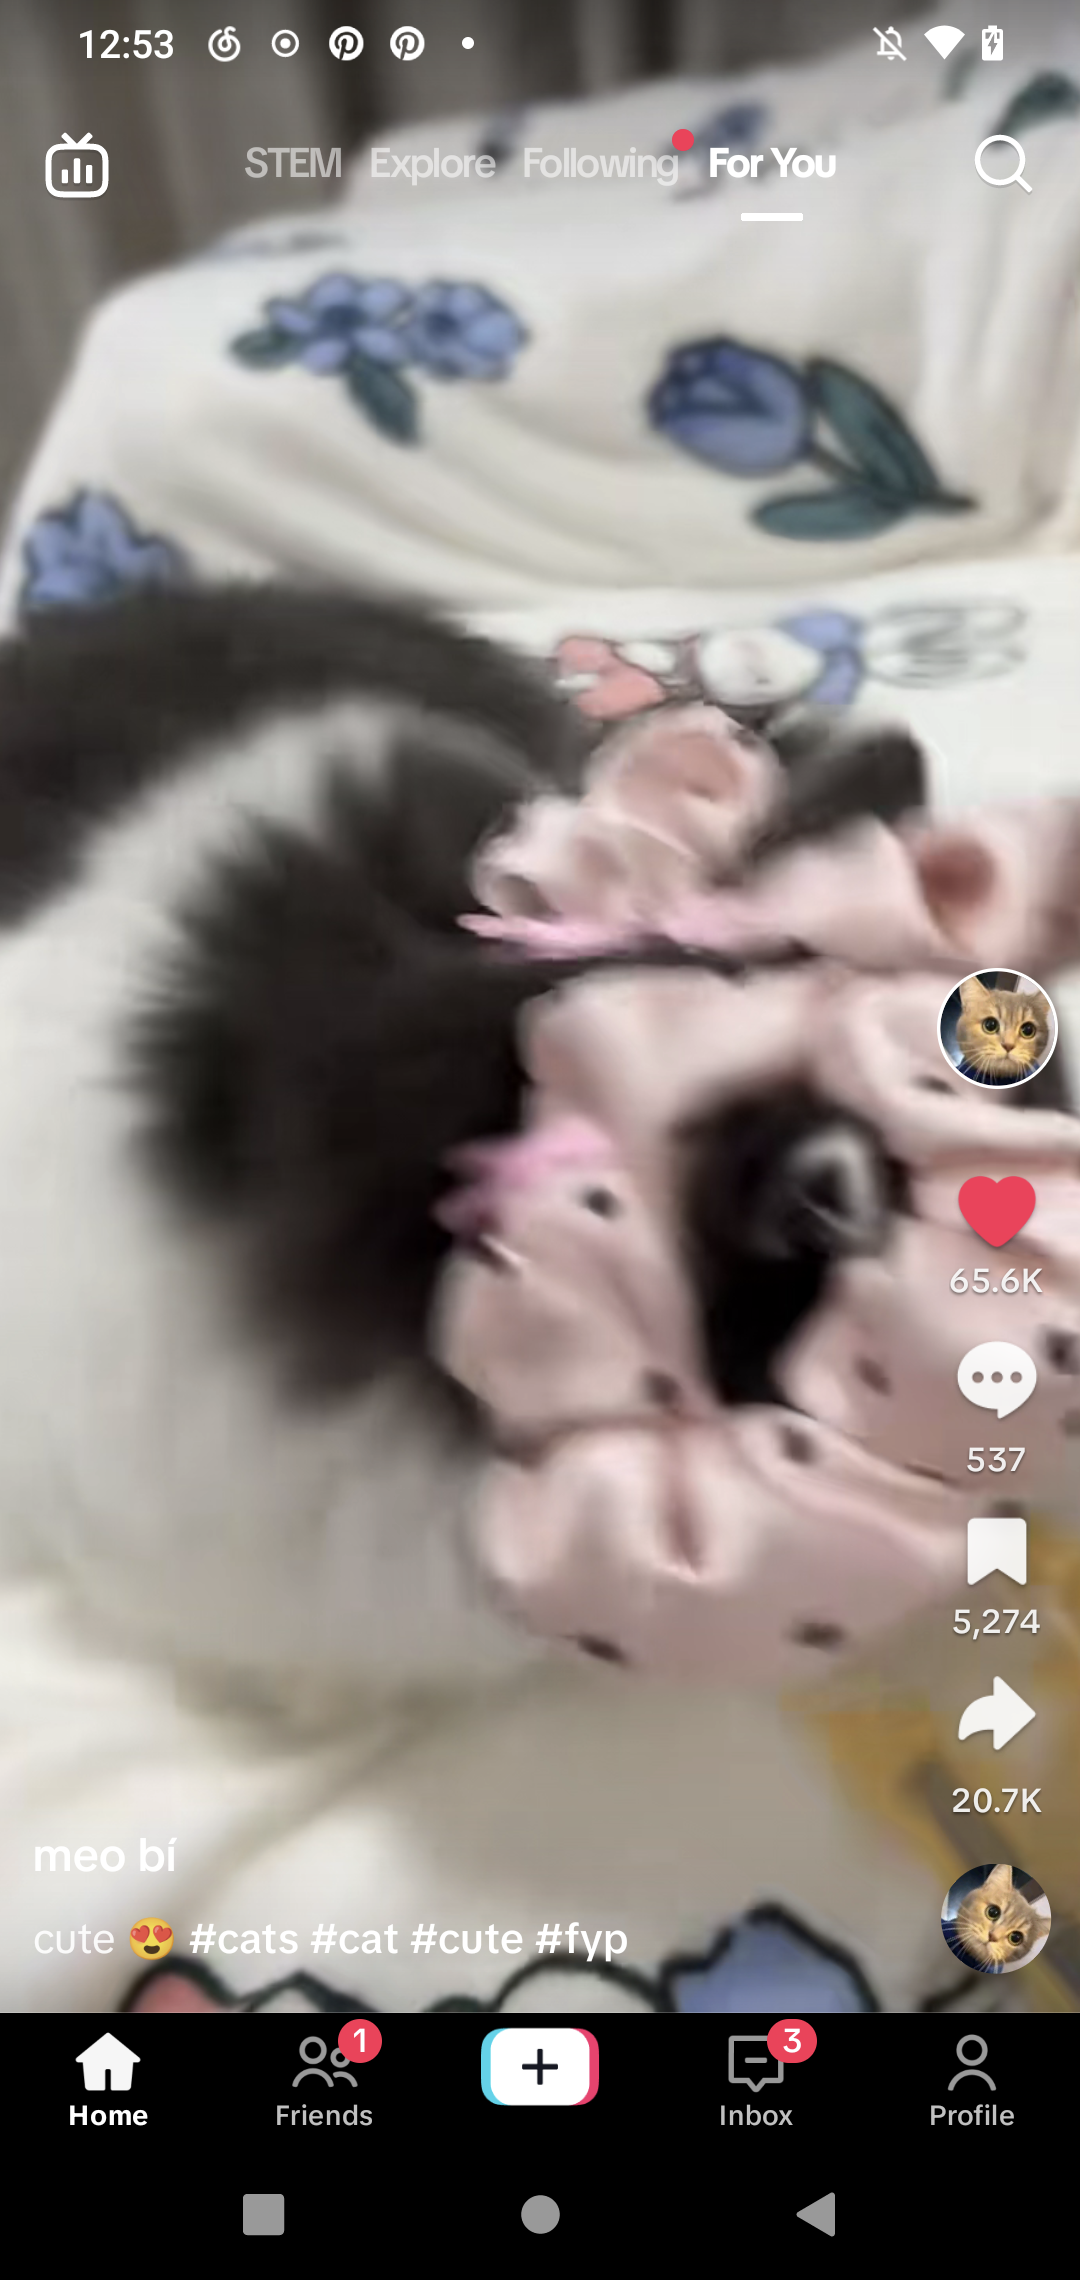 12:53
STEM Explore Following For You
65.6K
537
5,274
20.7K
meo bí
cute 😍 #cats #cat #cute #fyp
1
3
Home Friends Inbox Profile